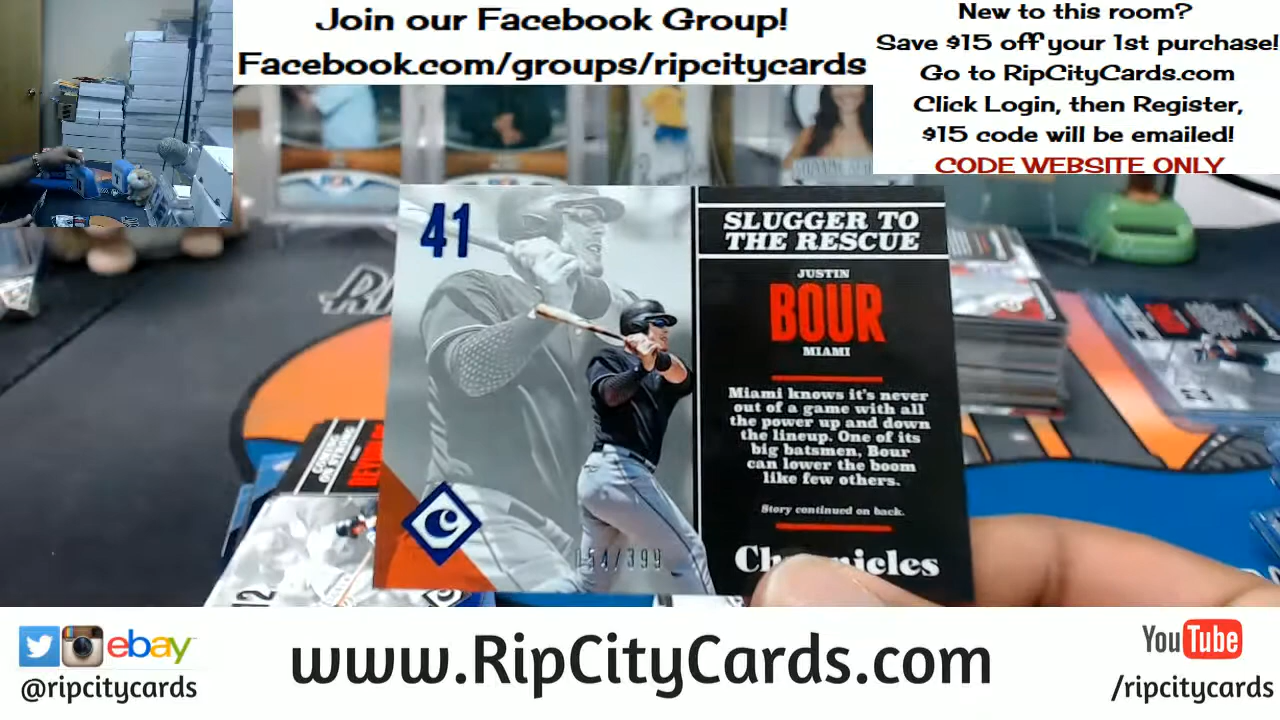 Join our Facebook Group!
Facebook.com/groups/ripcitycards
New to this room?
Save $15 off your 1st purchase!
Go to RipCityCards.com
Click Login, then Register,
$15 code will be emailed!
CODE WEBSITE ONLY
41
SLUGGER TO
THE RESCUE
JUSTIN
BOUR
MIAMI
Miami knows it's never
out of a game with all
the power up and down
the lineup. One of its
big batsmen, Bour
can lower the boom
like few others.
Story continued on back.
054/399
C
12
ebay
@ripcitycards
www.RipCityCards.com
YouTube
/ripcitycards